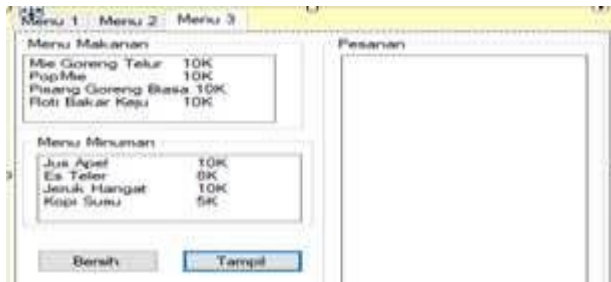 Menu 1 Menu 2 Menu 3
Menu Makanan
Mie Goreng Telur 10K
PopMie 10K
Pisang Goreng Biasa 10K
Roti Bakar Keju 10K
Menu Minuman
Jus Apel 10K
Es Teler 8K
Jeruk Hangat 10K
Kopi Susu 5K
Bersih Tampil
Pesanan